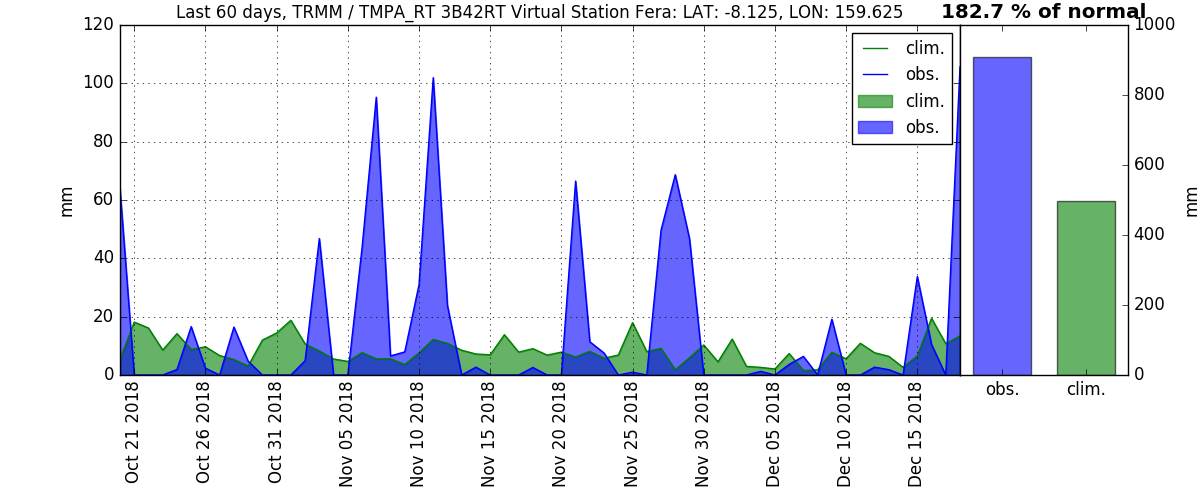 Last 60 days, TRMM / TMPA_RT 3B42RT Virtual Station Fera: LAT: -8.125, LON: 159.625
182.7 % of normal
120
100
80
60
40
20
0
mm
clim.
obs.
clim.
obs.
1000
800
600
400
200
0
mm
Oct 21 2018
Oct 26 2018
Oct 31 2018
Nov 05 2018
Nov 10 2018
Nov 15 2018
Nov 20 2018
Nov 25 2018
Nov 30 2018
Dec 05 2018
Dec 10 2018
Dec 15 2018
obs.
clim.